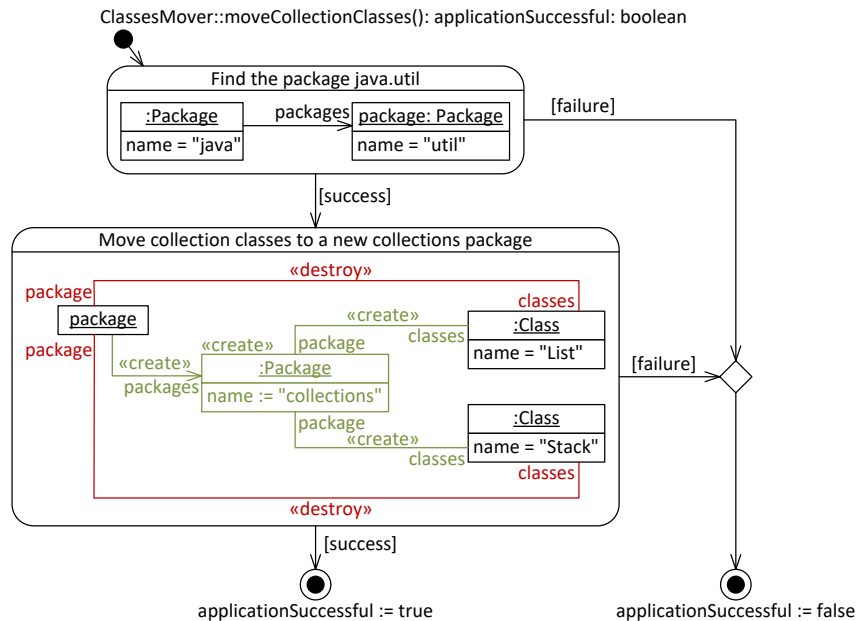 ClassesMover::moveCollectionClasses(): applicationSuccessful: boolean
Find the package java.util
:Package
name = "java"
packages
package: Package
name = "util"
[failure]
[success]
Move collection classes to a new collections package
«destroy»
package
classes
package
package
«create»
packages
«create»
:Package
name := "collections"
package
«create»
classes
:Class
name = "List"
[failure]
package
«create»
classes
:Class
name = "Stack"
classes
«destroy»
[success]
applicationSuccessful := true
applicationSuccessful := false